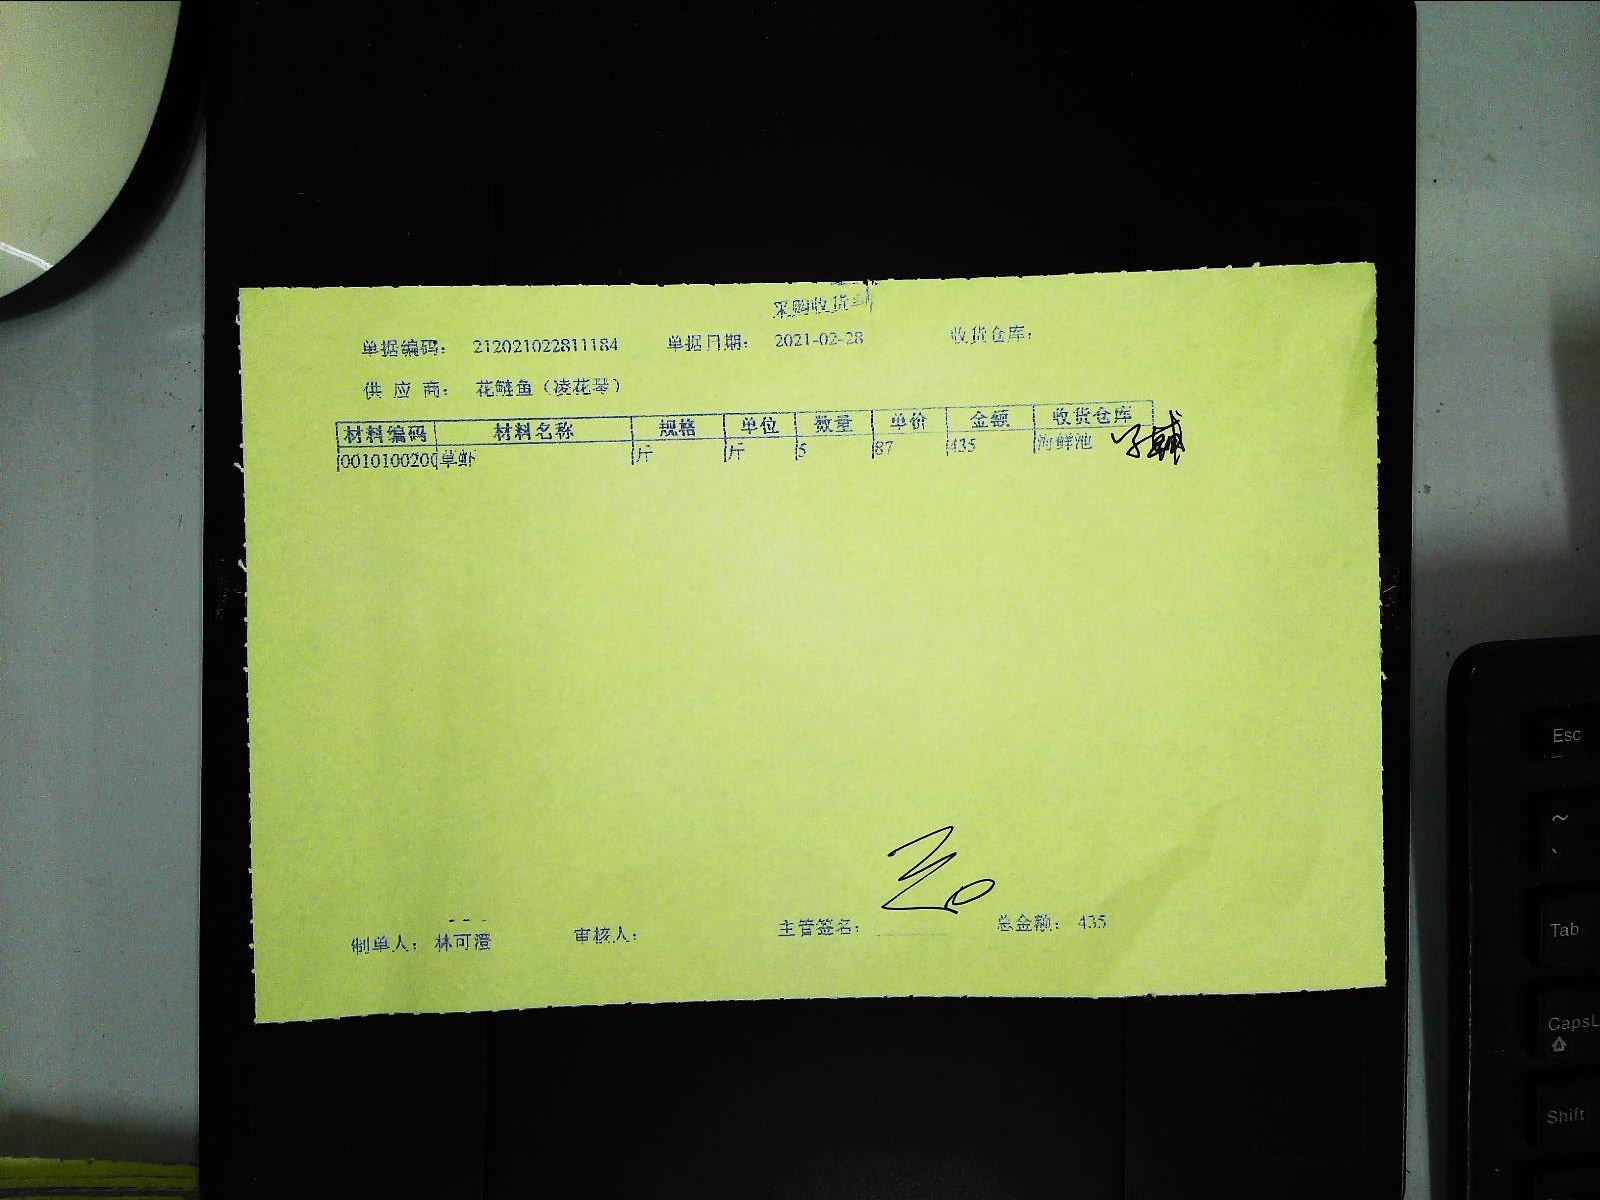 采购收货单
单据编码： 212021022811184 单据日期： 2021-02-28 收货仓库：
供 应 商： 花鲢鱼（凌花琴）
材料编码 材料名称 规格 单位 数量 单价 金额 收货仓库
001010020 草虾 斤 斤 5 87 435 海鲜池
制单人： 林可澄 审核人： 主管签名： 总金额： 435
Esc
~
`
Tab
CapsL
Shift